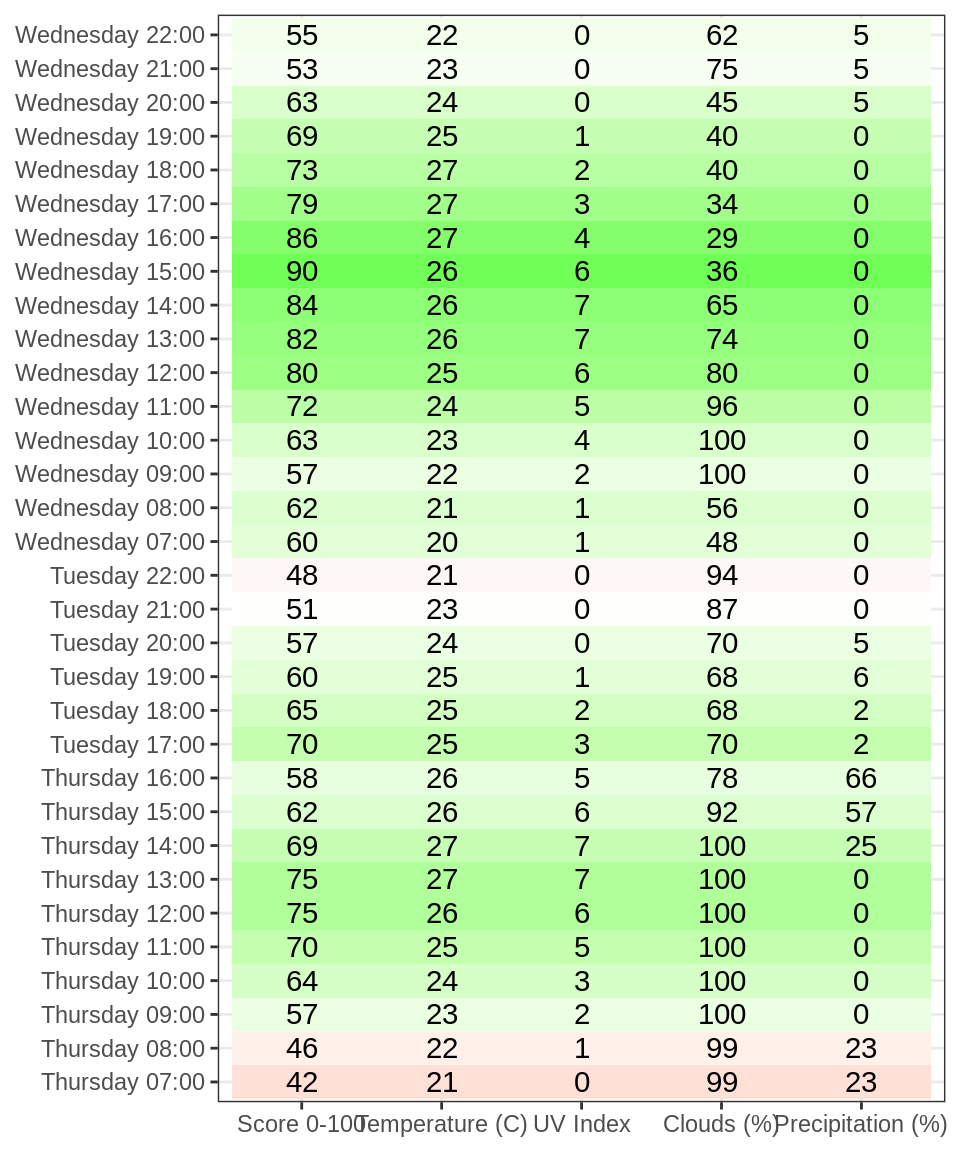 Wednesday 22:00 55 22 0 62 5
Wednesday 21:00 53 23 0 75 5
Wednesday 20:00 63 24 0 45 5
Wednesday 19:00 69 25 1 40 0
Wednesday 18:00 73 27 2 40 0
Wednesday 17:00 79 27 3 34 0
Wednesday 16:00 86 27 4 29 0
Wednesday 15:00 90 26 6 36 0
Wednesday 14:00 84 26 7 65 0
Wednesday 13:00 82 26 7 74 0
Wednesday 12:00 80 25 6 80 0
Wednesday 11:00 72 24 5 96 0
Wednesday 10:00 63 23 4 100 0
Wednesday 09:00 57 22 2 100 0
Wednesday 08:00 62 21 1 56 0
Wednesday 07:00 60 20 1 48 0
Tuesday 22:00 48 21 0 94 0
Tuesday 21:00 51 23 0 87 0
Tuesday 20:00 57 24 0 70 5
Tuesday 19:00 60 25 1 68 6
Tuesday 18:00 65 25 2 68 2
Tuesday 17:00 70 25 3 70 2
Thursday 16:00 58 26 5 78 66
Thursday 15:00 62 26 6 92 57
Thursday 14:00 69 27 7 100 25
Thursday 13:00 75 27 7 100 0
Thursday 12:00 75 26 6 100 0
Thursday 11:00 70 25 5 100 0
Thursday 10:00 64 24 3 100 0
Thursday 09:00 57 23 2 100 0
Thursday 08:00 46 22 1 99 23
Thursday 07:00 42 21 0 99 23
Score 0-100 Temperature (C) UV Index Clouds (%) Precipitation (%)